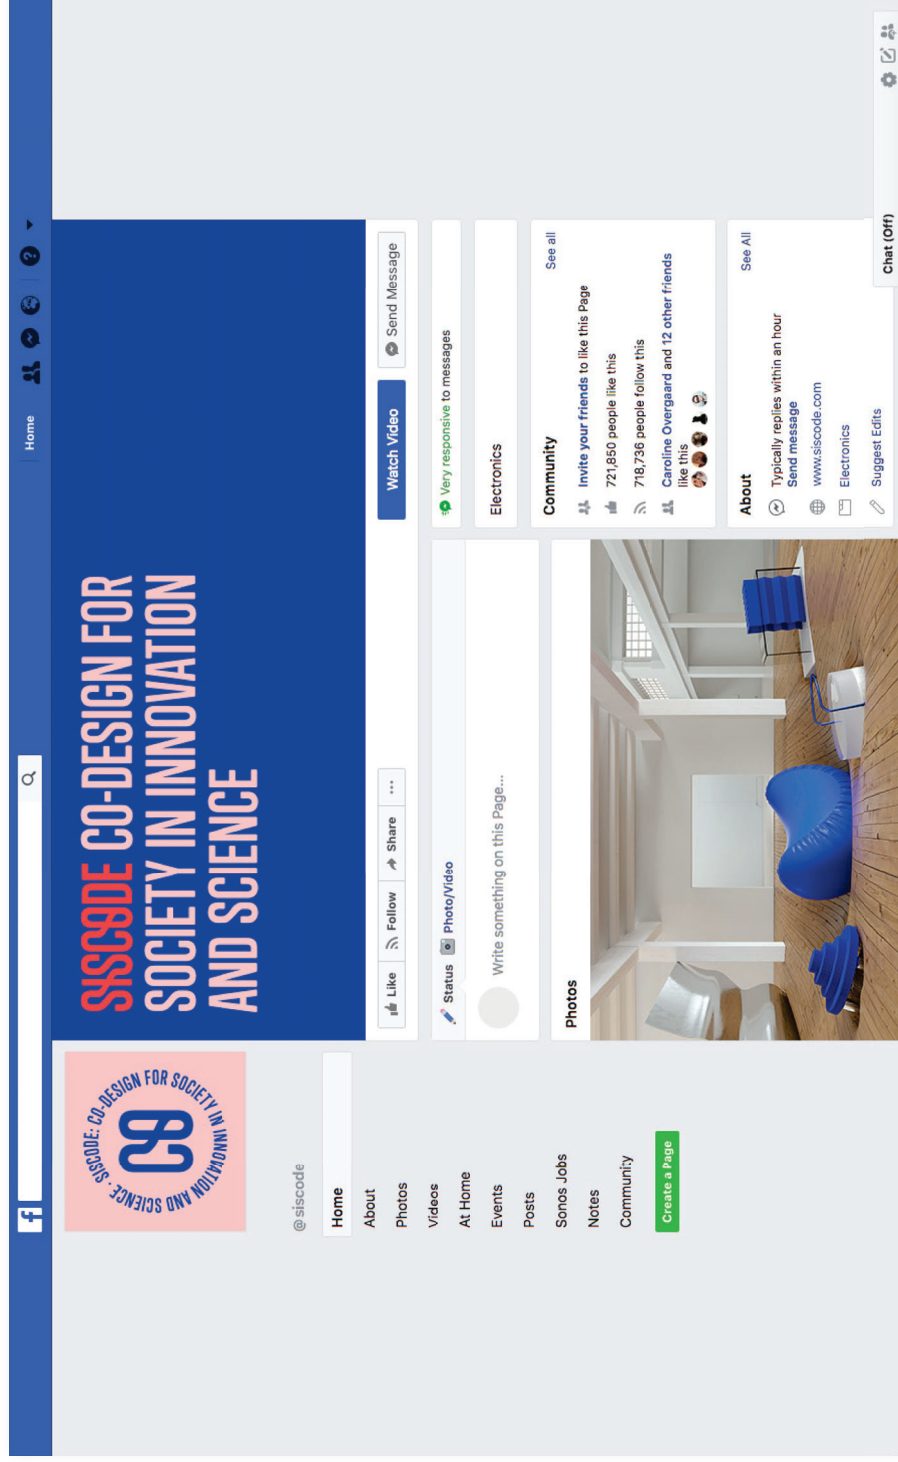 f
Home
?
SISCODE: CO-DESIGN FOR SOCIETY IN INNOVATION AND SCIENCE ·
@siscode
Home
About
Photos
Videos
At Home
Events
Posts
Sonos Jobs
Notes
Community
Create a Page
SISCODE CO-DESIGN FOR
SOCIETY IN INNOVATION
AND SCIENCE
Like Follow Share ...
Watch Video
Send Message
Status Photo/Video
Write something on this Page...
Photos
Very responsive to messages
Electronics
Community See all
Invite your friends to like this Page
721,850 people like this
718,736 people follow this
Caroline Overgaard and 12 other friends
like this
About See All
Typically replies within an hour
Send message
www.siscode.com
Electronics
Suggest Edits
Chat (Off)